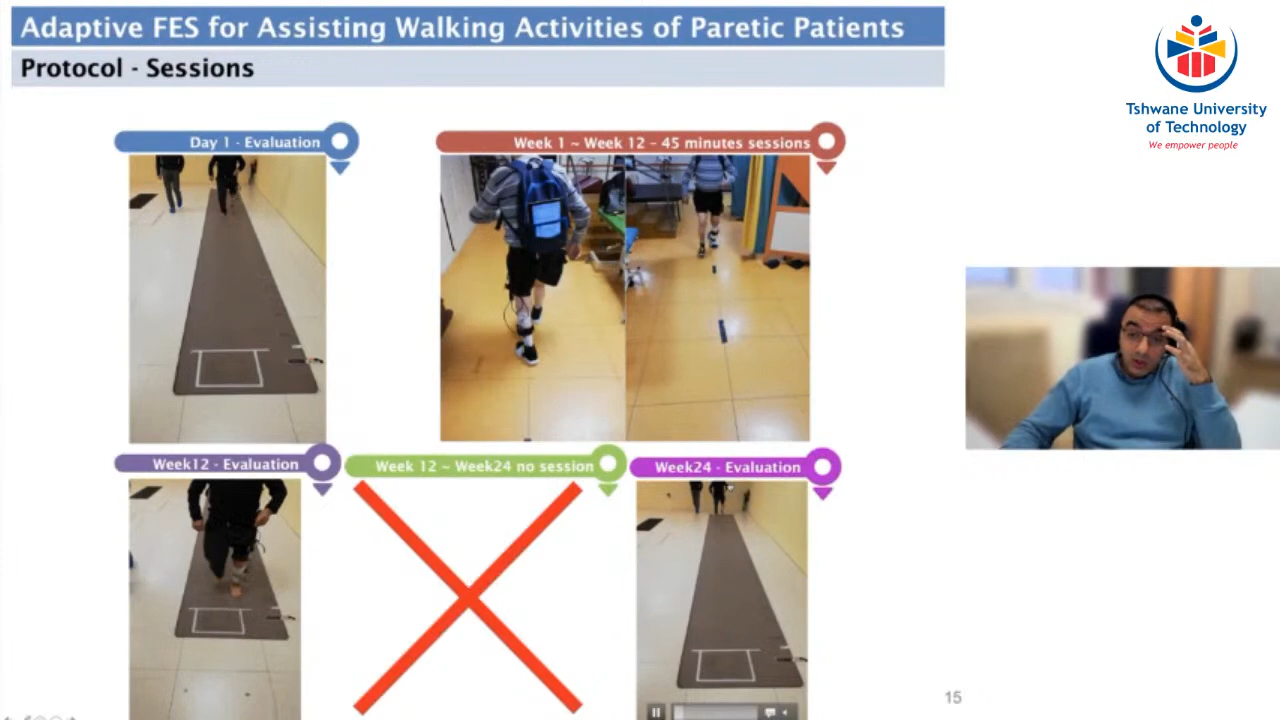 Adaptive FES for Assisting Walking Activities of Paretic Patients
Protocol - Sessions
Tshwane University
of Technology
We empower people
Day 1 - Evaluation
Week 1 ~ Week 12 - 45 minutes sessions
Week12 - Evaluation
Week 12 ~ Week24 no session
Week24 - Evaluation
15